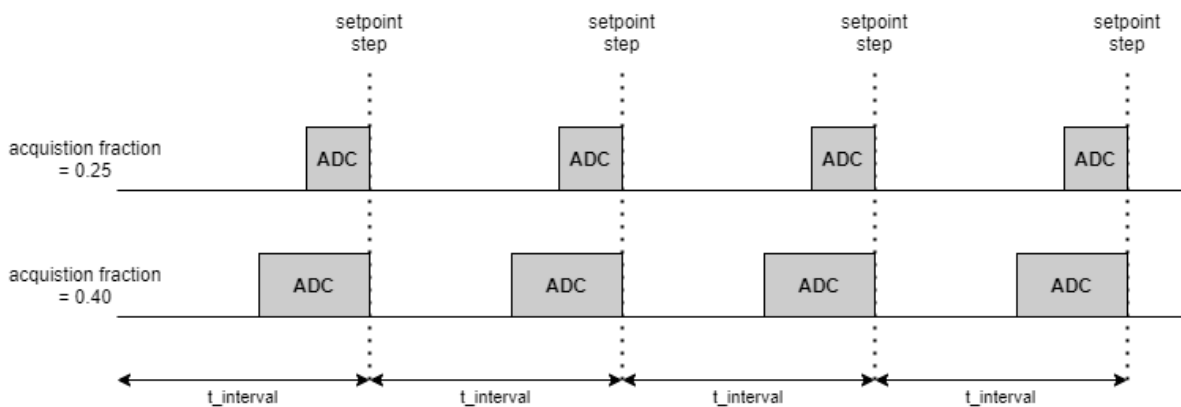 setpoint
step
setpoint
step
setpoint
step
setpoint
step
acquistion fraction
= 0.25
ADC
ADC
ADC
ADC
acquistion fraction
= 0.40
ADC
ADC
ADC
ADC
t_interval
t_interval
t_interval
t_interval